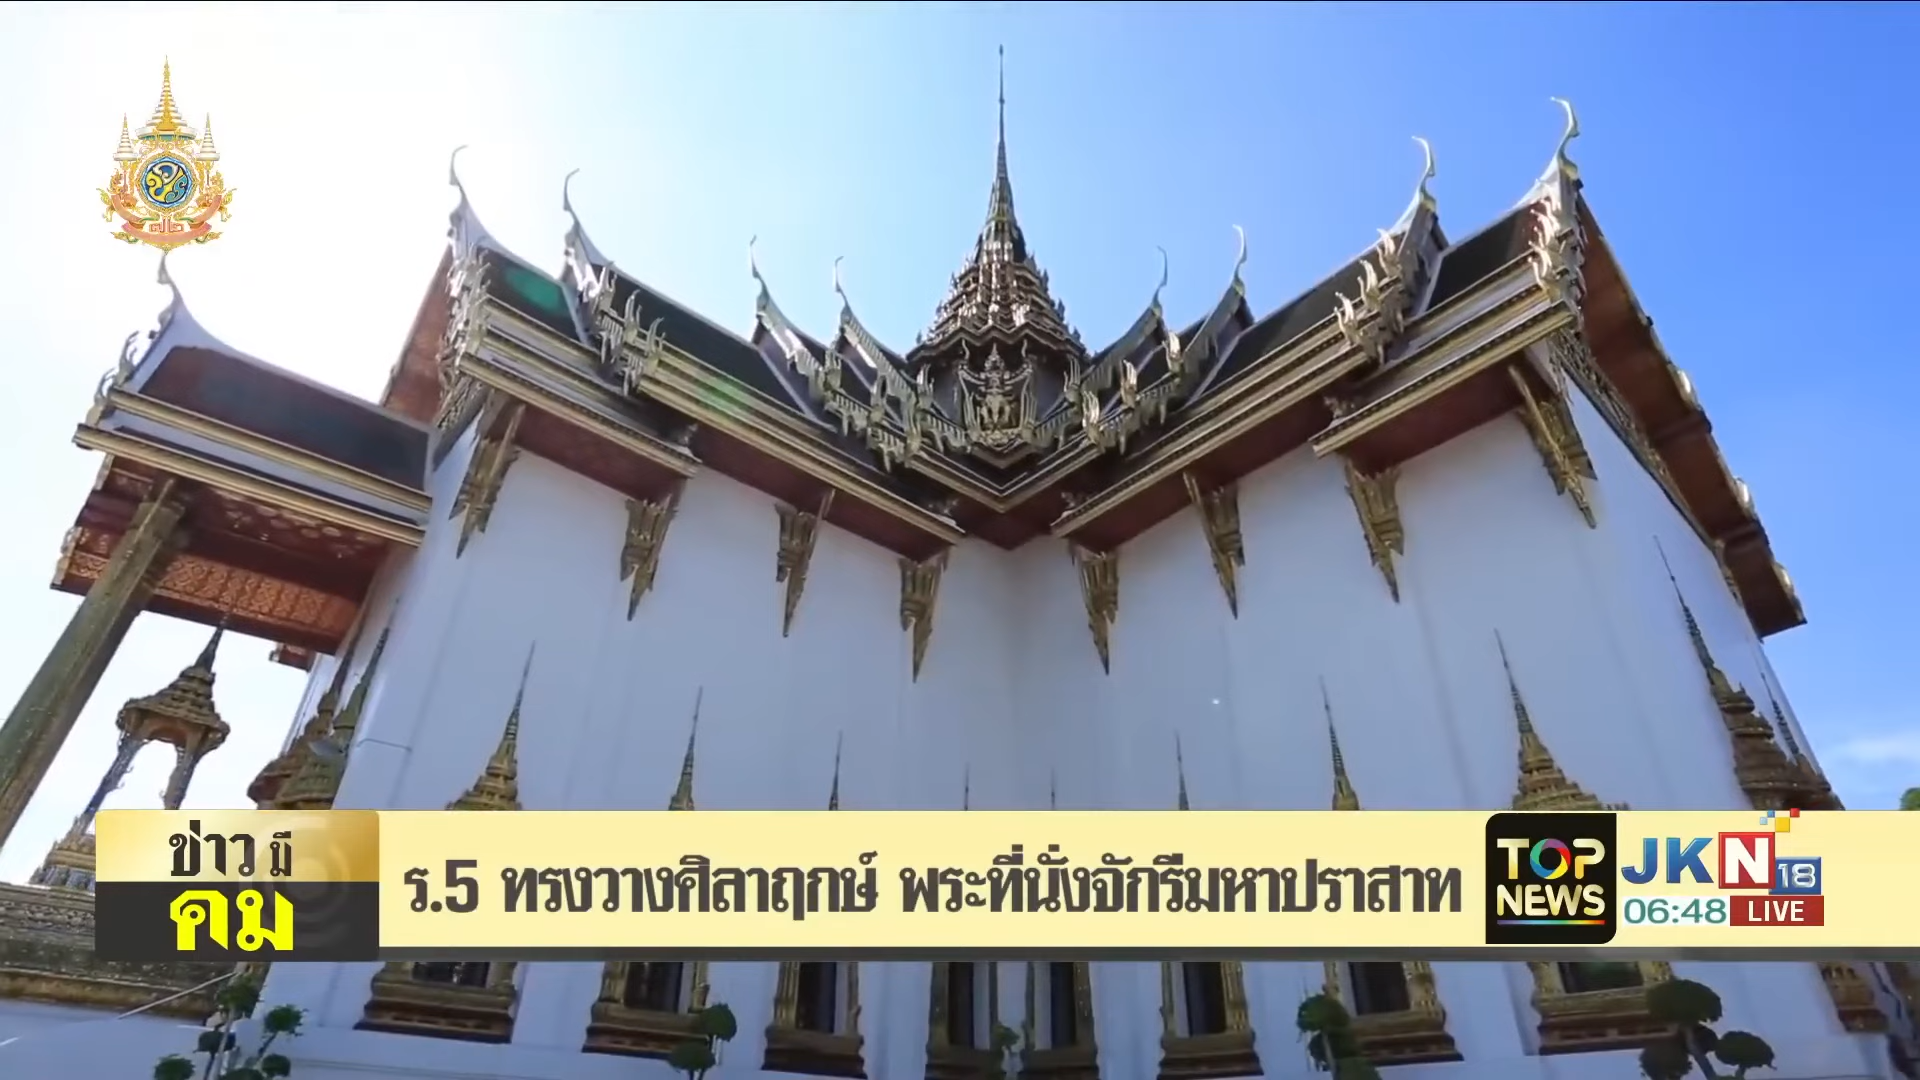 ข่าวมี
คม
ร.5 ทรงวางศิลาฤกษ์ พระที่นั่งจักรีมหาปราสาท
TOP
NEWS
JKN18
06:48 LIVE